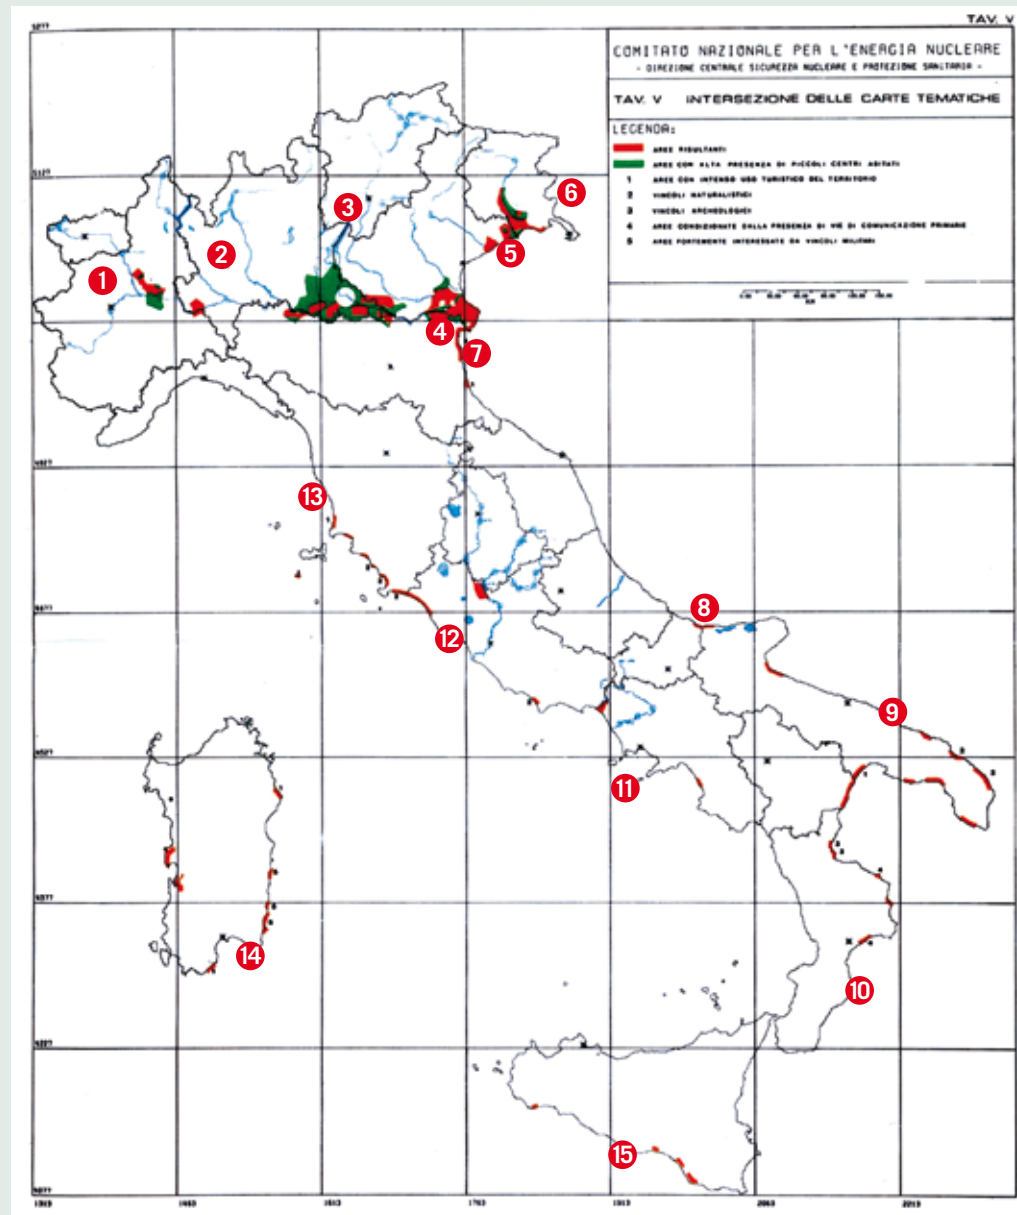 TAV. V
COMITATO NAZIONALE PER L'ENERGIA NUCLEARE
- DIREZIONE CENTRALE SICUREZZA NUCLEARE E PROTEZIONE SANITARIA -
TAV. V INTERSEZIONE DELLE CARTE TEMATICHE
LEGENDA:
AREE RISULTANTI
AREE CON ALTA PRESENZA DI PICCOLI CENTRI ABITATI
1 AREE CON INTENSO USO TURISTICO DEL TERRITORIO
2 VINCOLI NATURALISTICI
3 VINCOLI ARCHEOLOGICI
4 AREE CONDIZIONATE DALLA PRESENZA DI VIE DI COMUNICAZIONE PRIMARIE
5 AREE FORTEMENTE INTERESSATE DA VINCOLI MILITARI
6
3
2
5
1
4
7
13
8
12
9
11
14
10
15